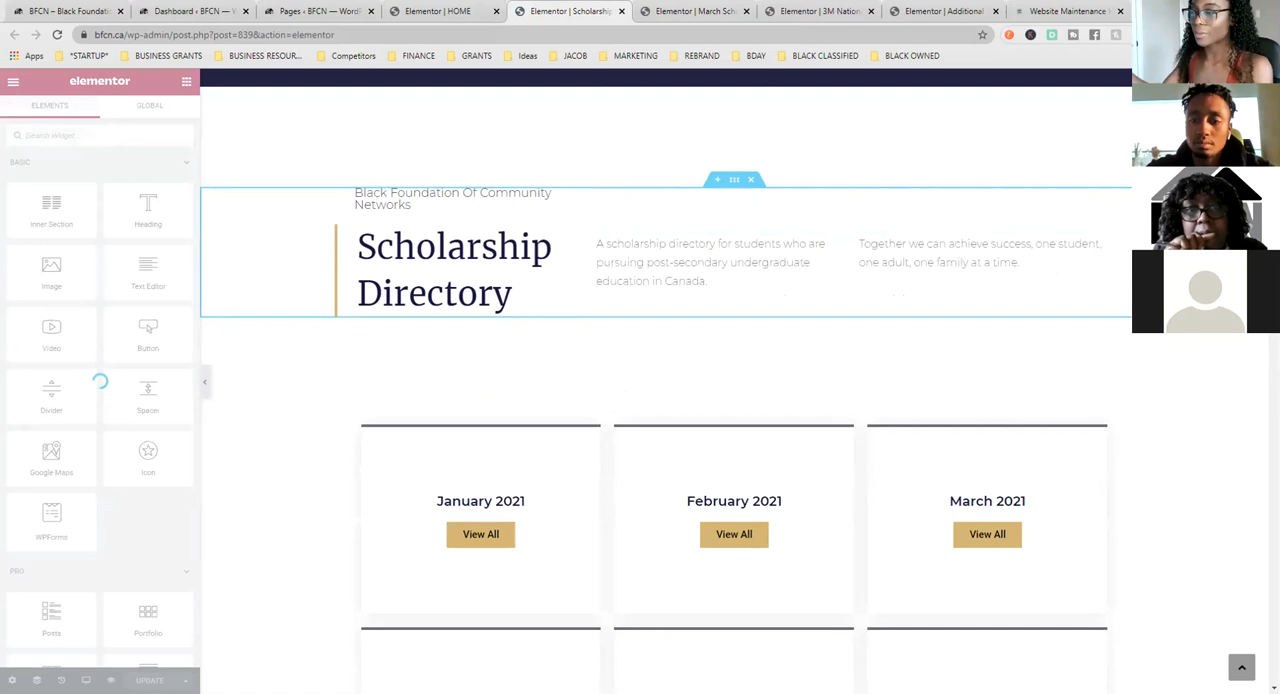 BFCN – Black Foundatio
Dashboard ‹ BFCN — W
Pages ‹ BFCN — WordP
Elementor | HOME
Elementor | Scholarship
Elementor | March Sch
Elementor | 3M Nation
Elementor | Additional
Website Maintenance
bfcn.ca/wp-admin/post.php?post=839&action=elementor
Apps
*STARTUP*
BUSINESS GRANTS
BUSINESS RESOUR...
Competitors
FINANCE
GRANTS
Ideas
JACOB
MARKETING
REBRAND
BDAY
BLACK CLASSIFIED
BLACK OWNED
elementor
ELEMENTS
GLOBAL
Search Widget...
BASIC
Inner Section
Heading
Image
Text Editor
Video
Button
Divider
Spacer
Google Maps
Icon
WPForms
PRO
Posts
Portfolio
UPDATE
Black Foundation Of Community
Networks
Scholarship
Directory
A scholarship directory for students who are
pursuing post-secondary undergraduate
education in Canada.
Together we can achieve success, one student,
one adult, one family at a time.
January 2021
View All
February 2021
View All
March 2021
View All